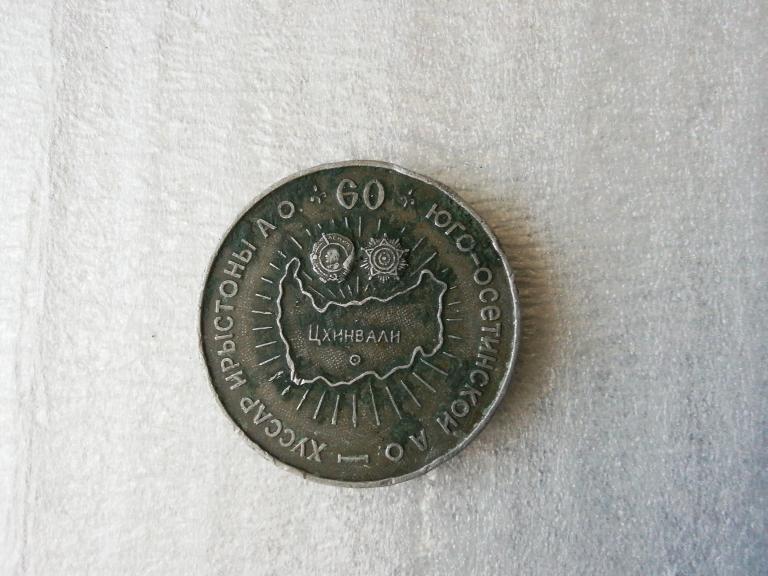 ХУССАР ИРЫСТОНЫ А О. * 60 * ЮГО-ОСЕТИНСКОЙ А.О.
ЦХИНВАЛИ